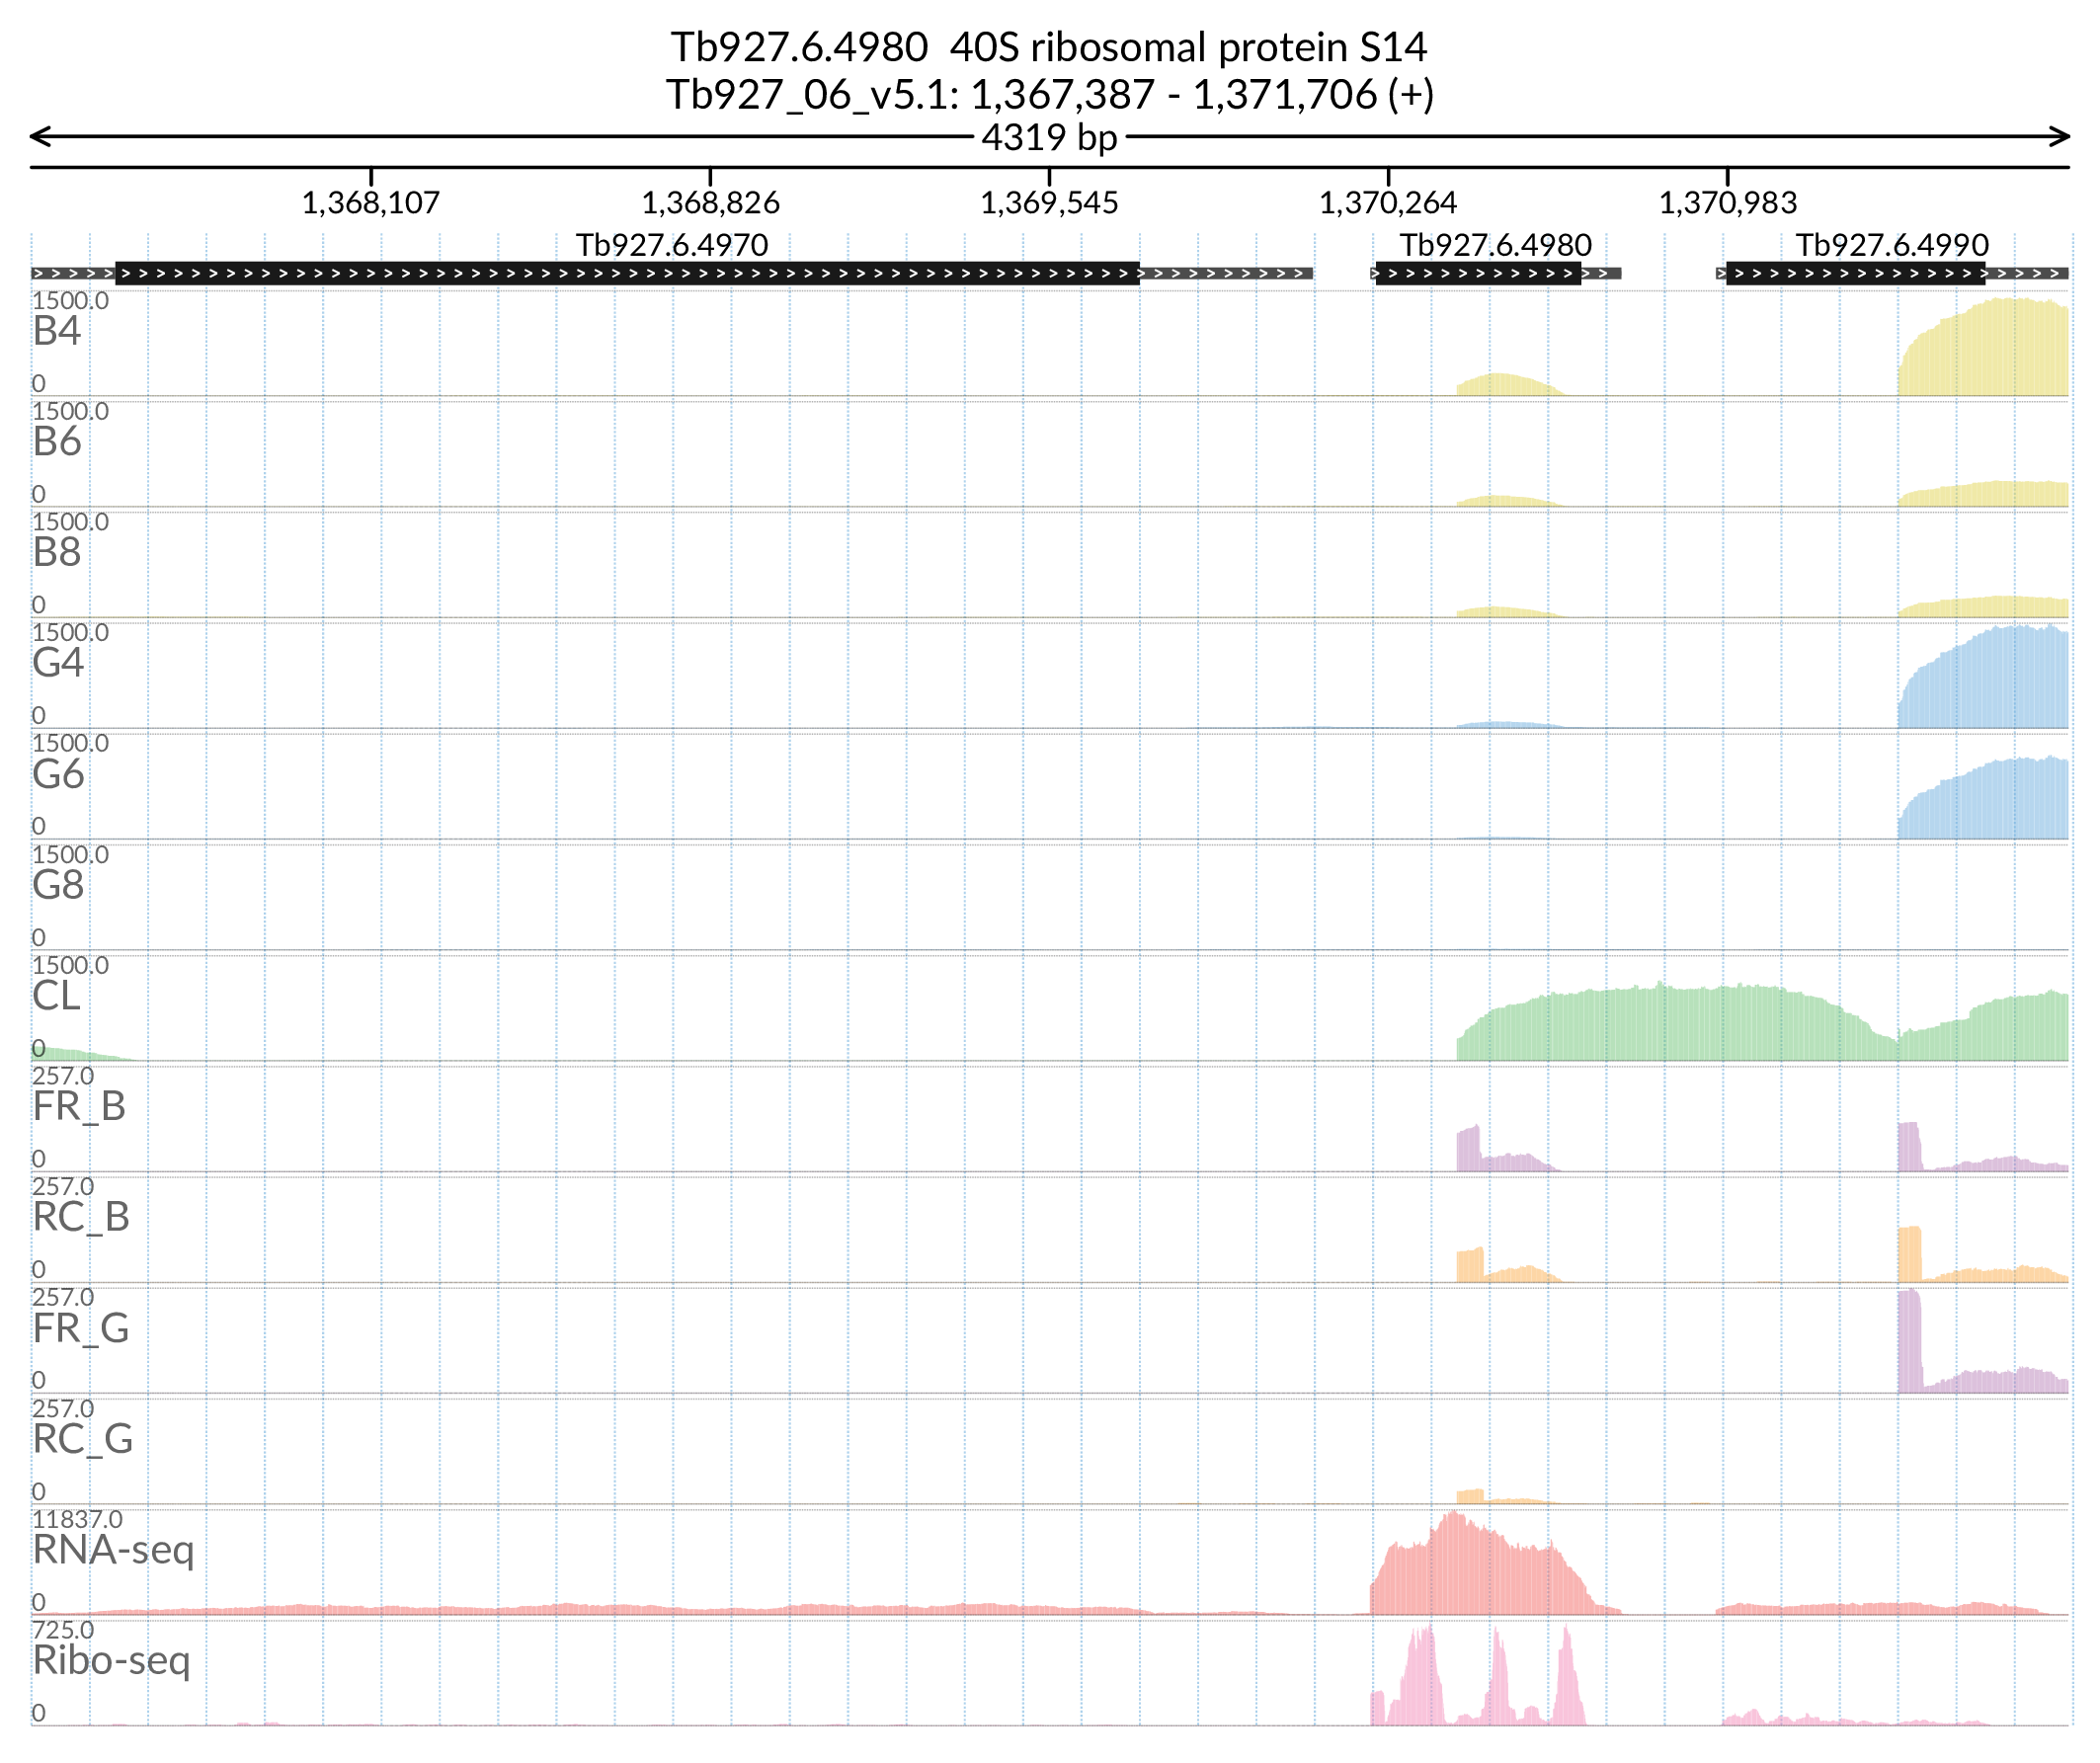 Tb927.6.4980  40S ribosomal protein S14
Tb927_06_v5.1: 1,367,387 - 1,371,706 (+)
4319 bp
1,368,107 1,368,826 1,369,545 1,370,264 1,370,983
Tb927.6.4970 Tb927.6.4980 Tb927.6.4990
1500.0
B4
0
1500.0
B6
0
1500.0
B8
0
1500.0
G4
0
1500.0
G6
0
1500.0
G8
0
1500.0
CL
0
257.0
FR_B
0
257.0
RC_B
0
257.0
FR_G
0
257.0
RC_G
0
11837.0
RNA-seq
0
725.0
Ribo-seq
0